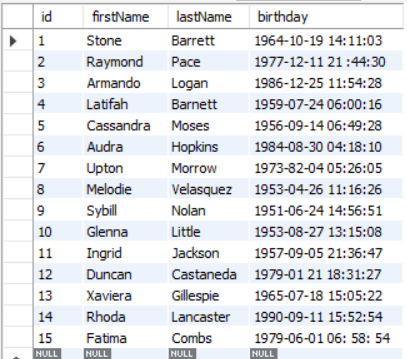 id firstName lastName birthday
1 Stone Barrett 1964-10-19 14:11:03
2 Raymond Pace 1977-12-11 21 :44:30
3 Armando Logan 1986-12-25 11:54:28
4 Latifah Barnett 1959-07-24 06:00:16
5 Cassandra Moses 1956-09-14 06:49:28
6 Audra Hopkins 1984-08-30 04:18:10
7 Upton Morrow 1973-82-04 05:26:05
8 Melodie Velasquez 1953-04-26 11:16:26
9 Sybill Nolan 1951-06-24 14:56:51
10 Glenna Little 1953-08-27 13:15:08
11 Ingrid Jackson 1957-09-05 21:36:47
12 Duncan Castaneda 1979-01 21 18:31:27
13 Xaviera Gillespie 1965-07-18 15:05:22
14 Rhoda Lancaster 1990-09-11 15:52:54
15 Fatima Combs 1979-06-01 06: 58: 54
NULL NULL NULL NULL